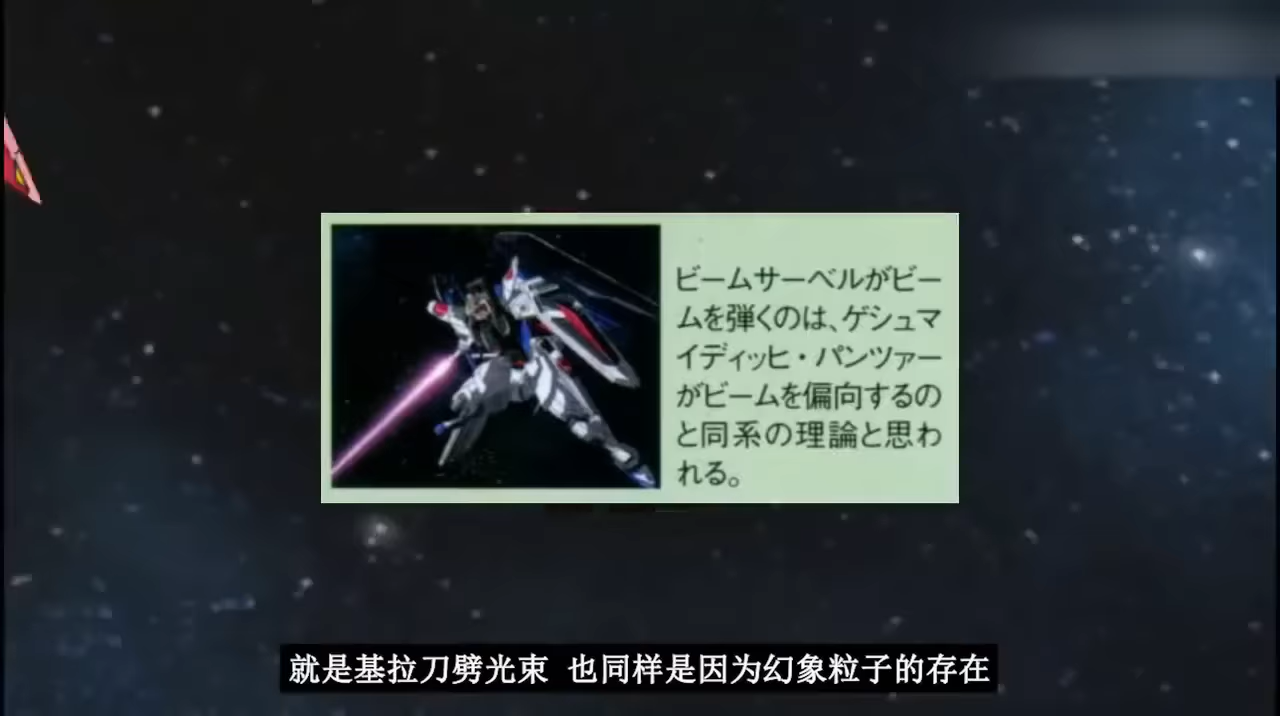 ビームサーベルがビー
ムを弾くのは、ゲシュマ
イディッヒ・パンツァー
がビームを偏向するの
と同系の理論と思わ
れる。
就是基拉刀劈光束 也同样是因为幻象粒子的存在